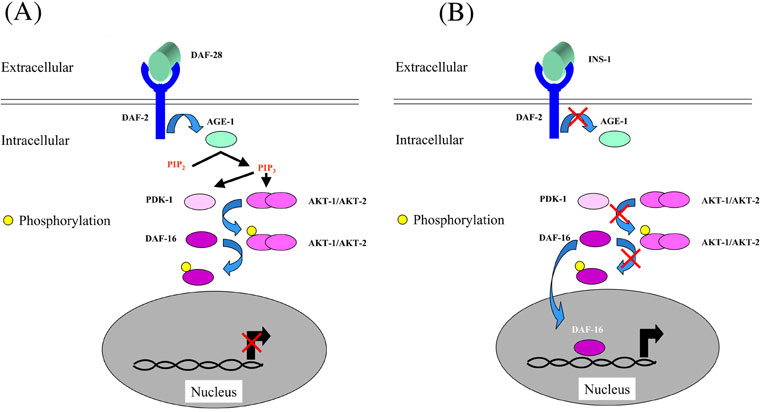 (A)
DAF-28
Extracellular
DAF-2
AGE-1
Intracellular
PIP2
PIP3
PDK-1
AKT-1/AKT-2
Phosphorylation
DAF-16
AKT-1/AKT-2
Nucleus
(B)
INS-1
Extracellular
DAF-2
AGE-1
Intracellular
PDK-1
AKT-1/AKT-2
Phosphorylation
DAF-16
AKT-1/AKT-2
DAF-16
Nucleus